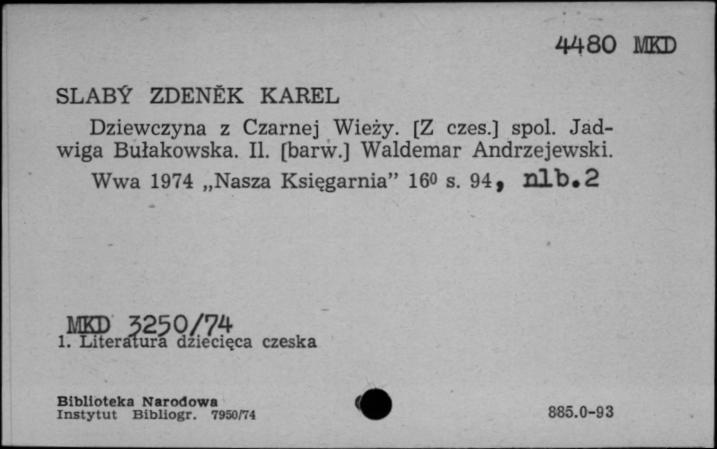 4480 MKD
SLABÝ ZDENĚK KAREL
Dziewczyna z Czarnej Wieży. [Z czes.] spol. Jad-
wiga Bułakowska. Il. [barw.] Waldemar Andrzejewski.
Wwa 1974 „Nasza Księgarnia” 16⁰ s. 94, nlb.2
MKD 3250/74
1. Literatura dziecięca czeska
Biblioteka Narodowa
Instytut Bibliogr. 7950/74
885.0-93